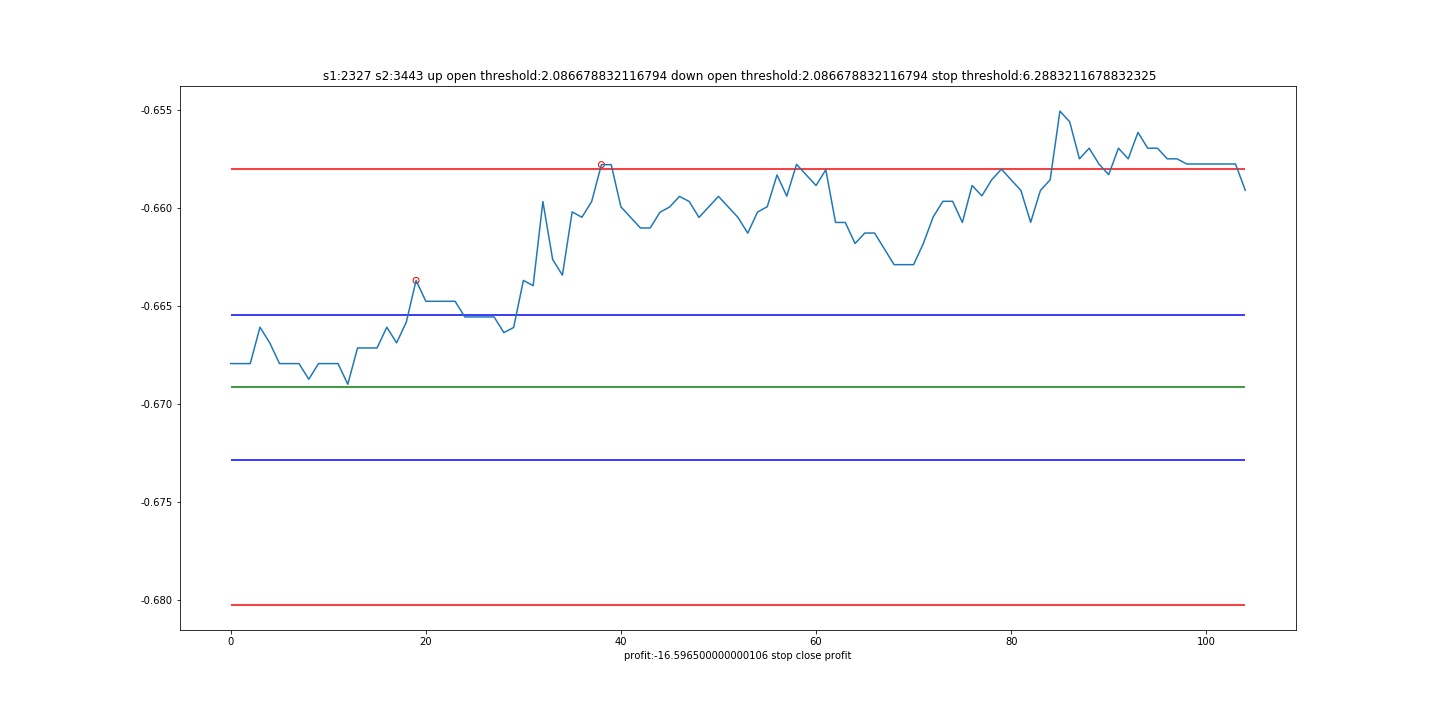 s1:2327 s2:3443 up open threshold:2.086678832116794 down open threshold:2.086678832116794 stop threshold:6.2883211678832325
-0.655
-0.660
-0.665
-0.670
-0.675
-0.680
0 20 40 60 80 100
profit:-16.596500000000106 stop close profit